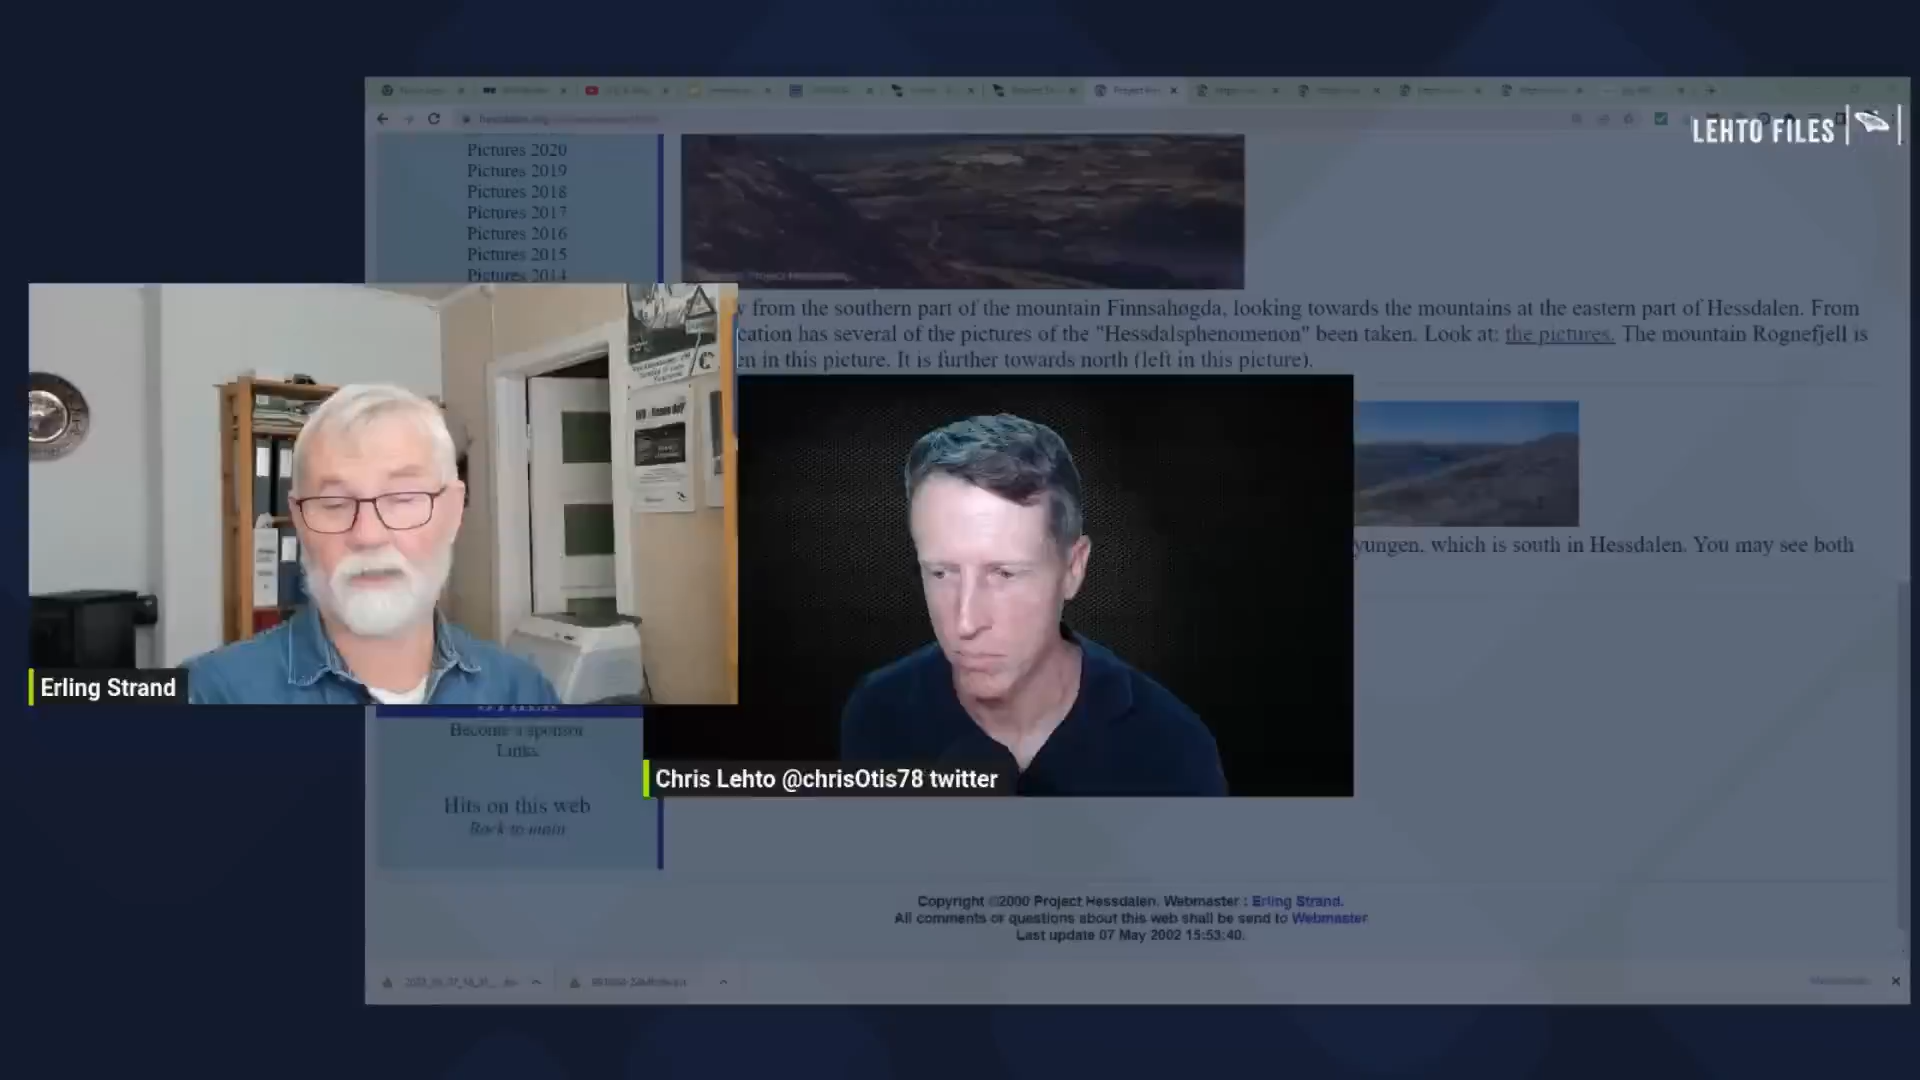 LEHTO FILES
Pictures 2020
Pictures 2019
Pictures 2018
Pictures 2017
Pictures 2016
Pictures 2015
Pictures 2014
from the southern part of the mountain Finnsahøgda, looking towards the mountains at the eastern part of Hessdalen. From
has several of the pictures of the "Hessdalsphenomenon" been taken. Look at: the pictures. The mountain Rognefjell is
in this picture. It is further towards north (left in this picture).
which is south in Hessdalen. You may see both
Erling Strand
Become a sponsor
Links
Chris Lehto @chrisOtis78 twitter
Hits on this web
Back to main
Copyright ©2000 Project Hessdalen. Webmaster : Erling Strand.
All comments or questions about this web shall be send to Webmaster
Last update 07 May 2002 15:53:40.